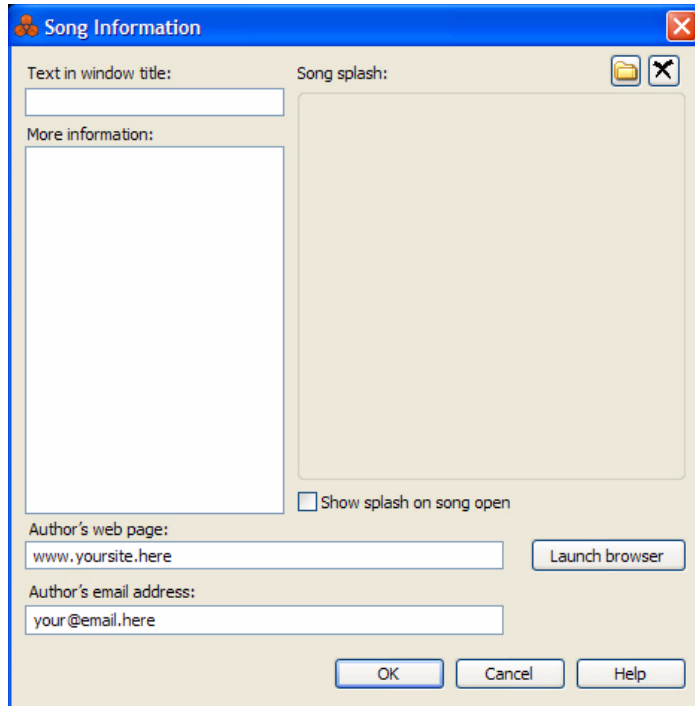 Song Information
Text in window title:
Song splash:
More information:
Show splash on song open
Author's web page:
www.yoursite.here
Launch browser
Author's email address:
your@email.here
OK
Cancel
Help